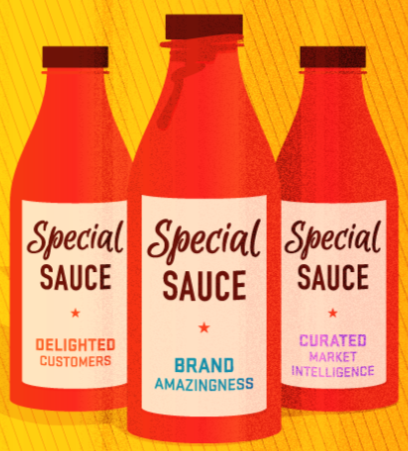 Special
SAUCE
DELIGHTED
CUSTOMERS
Special
SAUCE
BRAND
AMAZINGNESS
Special
SAUCE
CURATED
MARKET
INTELLIGENCE